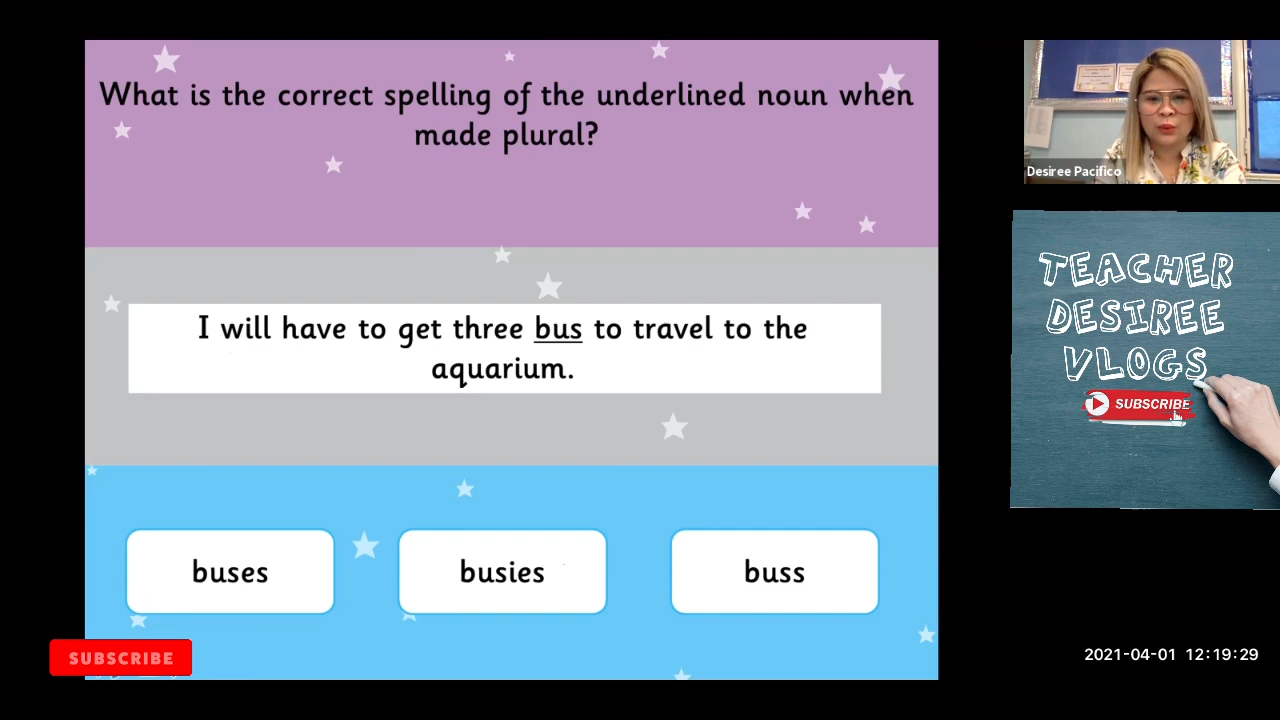 What is the correct spelling of the underlined noun when
made plural?
I will have to get three bus to travel to the
aquarium.
buses
busies
buss
SUBSCRIBE
Desiree Pacifico
TEACHER
DESIREE
VLOGS
SUBSCRIBE
2021-04-01 12:19:29